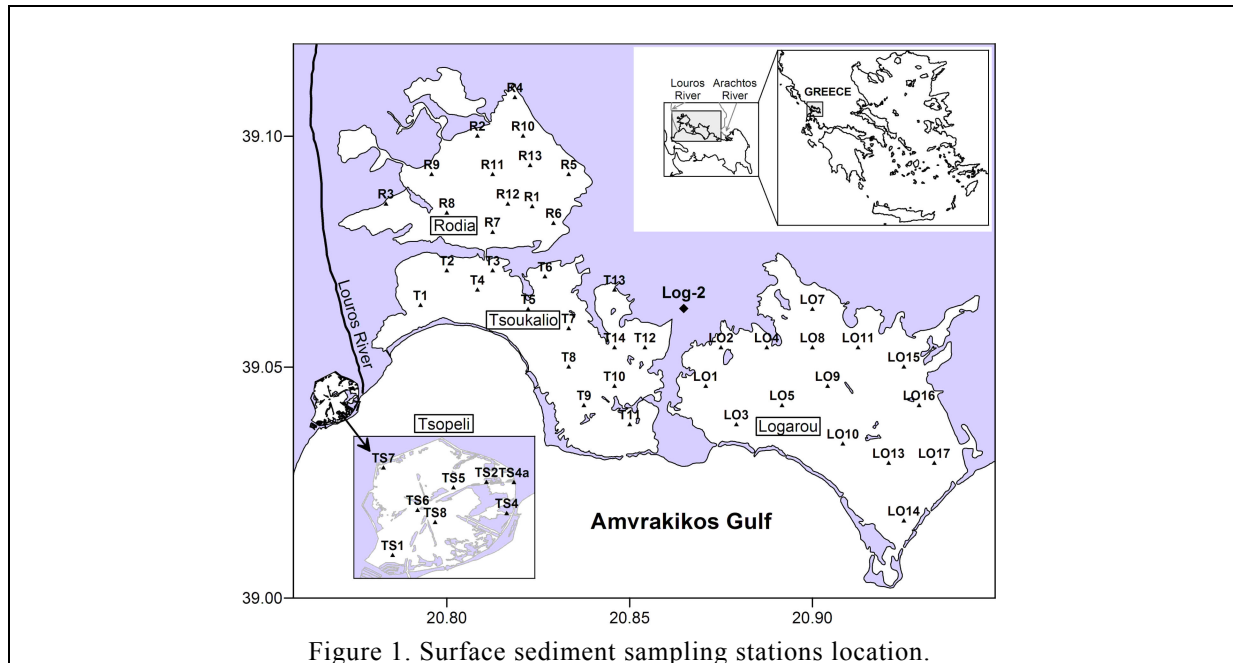 Louros River
Arachtos River
GREECE
R4
39.10
R2
R10
R13
R9
R11
R5
R3
R12
R1
R8
R6
R7
Rodia
T2
T3
T6
T4
T13
T1
T5
Log-2
LO7
Tsoukalio
T7
T14
T12
LO2
LO4
LO8
LO11
Louros River
39.05
T8
LO15
T10
LO1
LO9
T9
LO5
LO16
T11
LO3
Logarou
LO10
LO13
LO17
Tsopeli
TS7
TS5
TS2
TS4a
TS6
TS8
TS4
TS1
LO14
Amvrakikos Gulf
39.00
20.80
20.85
20.90
Figure 1. Surface sediment sampling stations location.